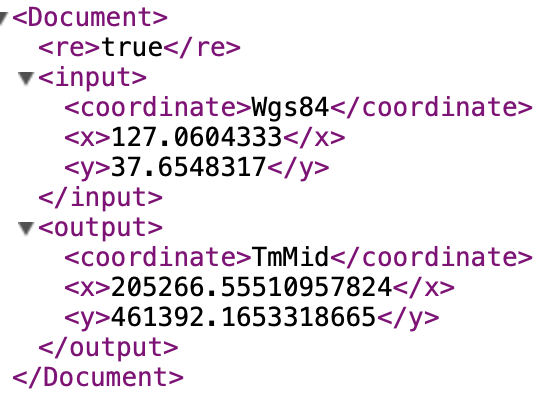 <Document>
<re>true</re>
<input>
<coordinate>Wgs84</coordinate>
<x>127.0604333</x>
<y>37.6548317</y>
</input>
<output>
<coordinate>TmMid</coordinate>
<x>205266.55510957824</x>
<y>461392.1653318665</y>
</output>
</Document>